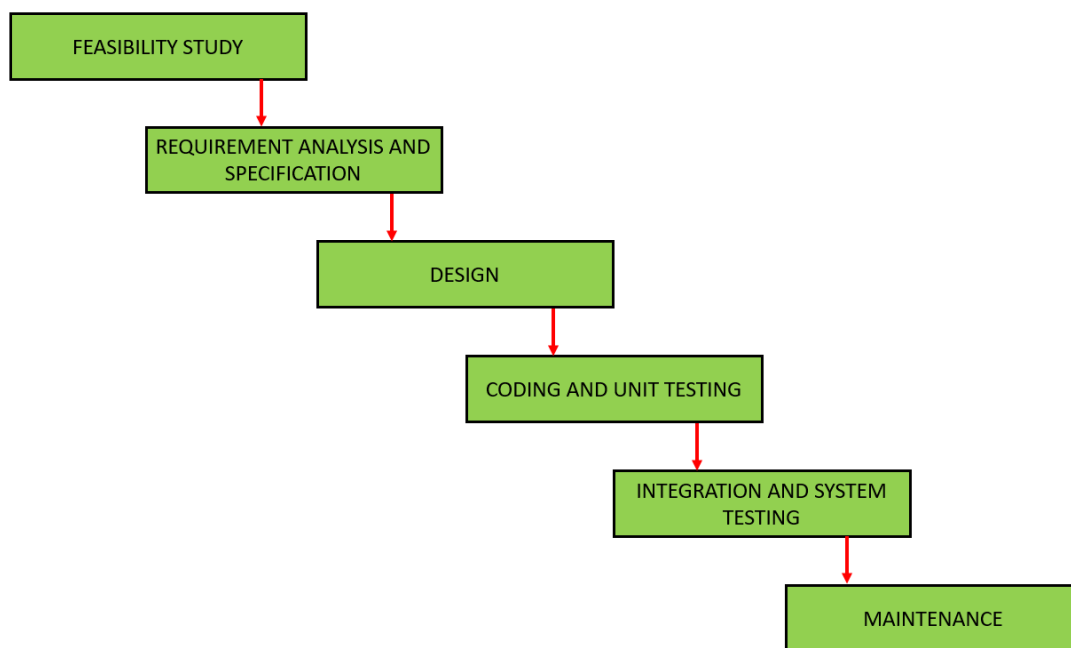 FEASIBILITY STUDY
REQUIREMENT ANALYSIS AND
SPECIFICATION
DESIGN
CODING AND UNIT TESTING
INTEGRATION AND SYSTEM
TESTING
MAINTENANCE